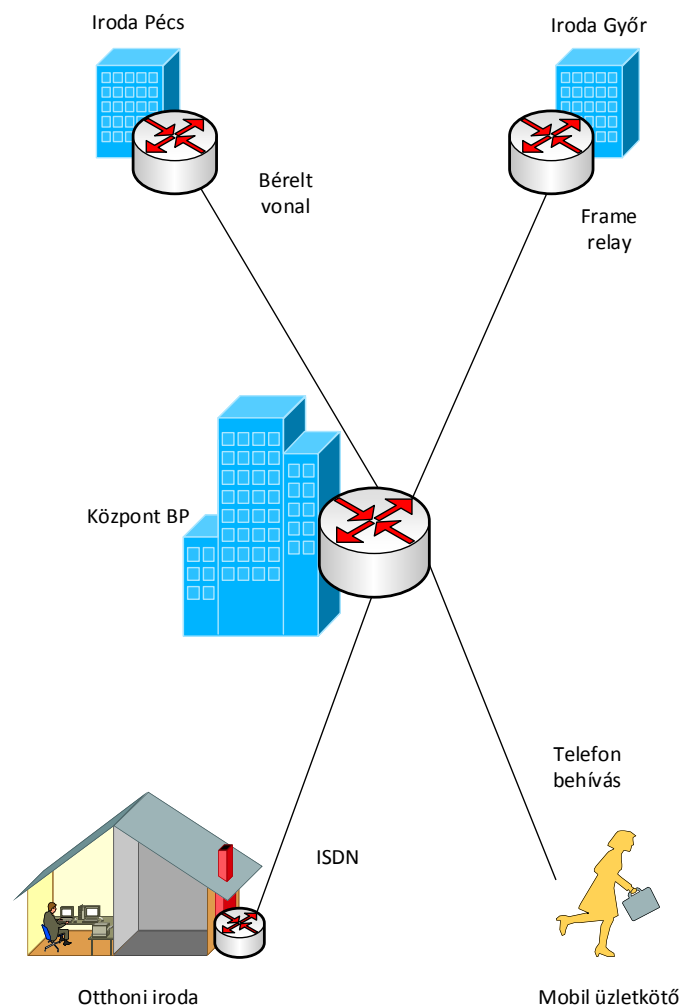 Iroda Pécs
Iroda Győr
Bérelt
vonal
Frame
relay
Központ BP
Telefon
behívás
ISDN
Otthoni iroda
Mobil üzletkötő